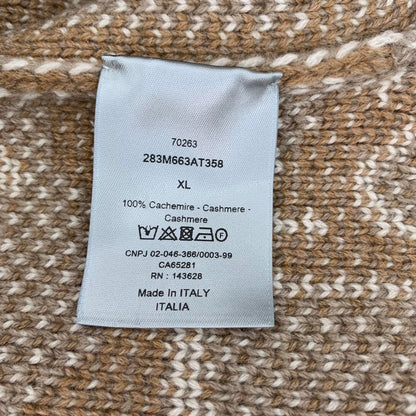 70263
283M663AT358
XL
100% Cachemire - Cashmere -
Cashmere
CNPJ 02-046-366/0003-99
CA65281
RN : 143628
Made In ITALY
ITALIA